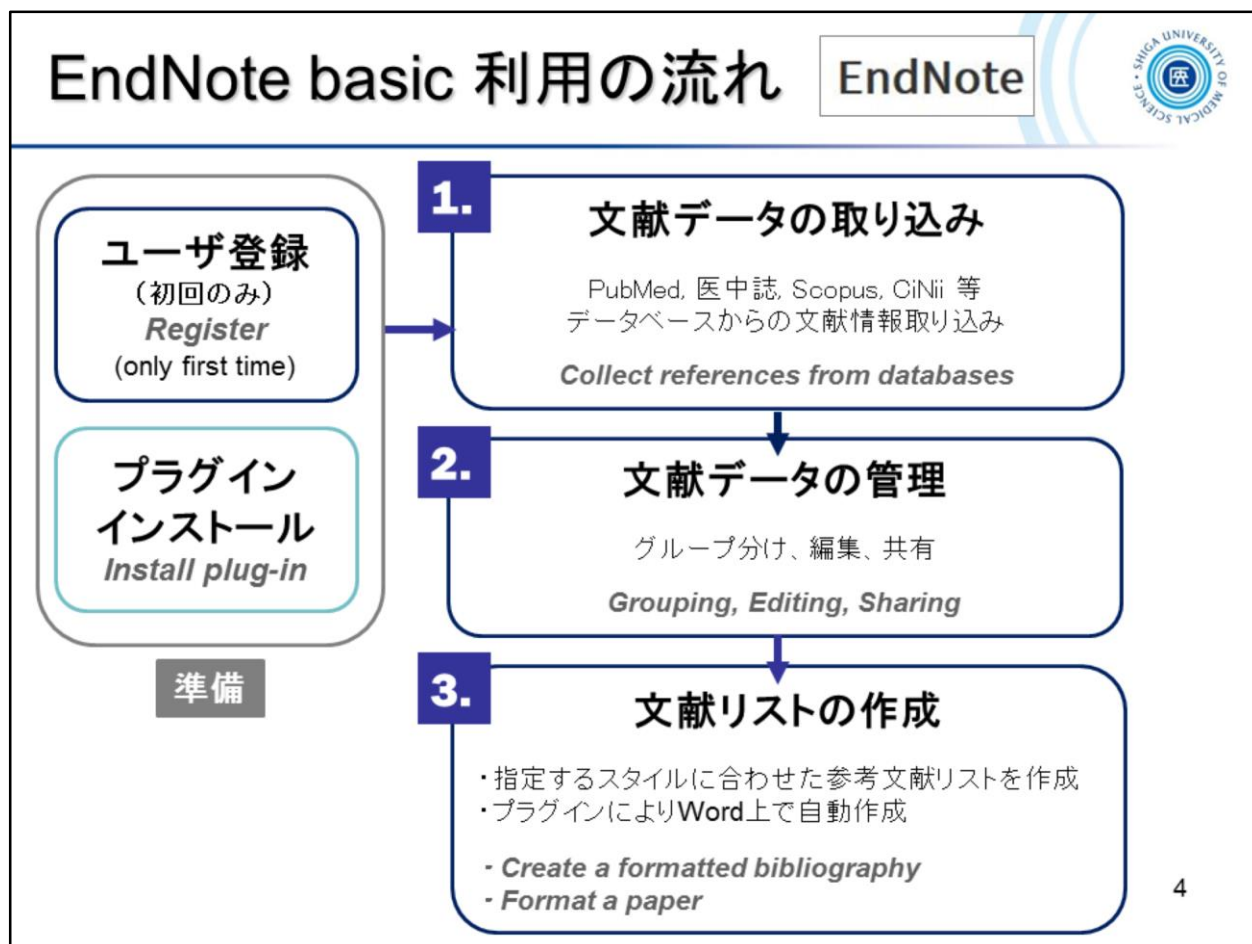 EndNote basic 利用の流れ
EndNote
SHIGA UNIVERSITY OF MEDICAL SCIENCE
医
ユーザ登録
（初回のみ）
Register
(only first time)
プラグイン
インストール
Install plug-in
準備
1.
文献データの取り込み
PubMed, 医中誌, Scopus, CiNii 等
データベースからの文献情報取り込み
Collect references from databases
2.
文献データの管理
グループ分け、編集、共有
Grouping, Editing, Sharing
3.
文献リストの作成
・指定するスタイルに合わせた参考文献リストを作成
・プラグインによりWord上で自動作成
- Create a formatted bibliography
- Format a paper
4